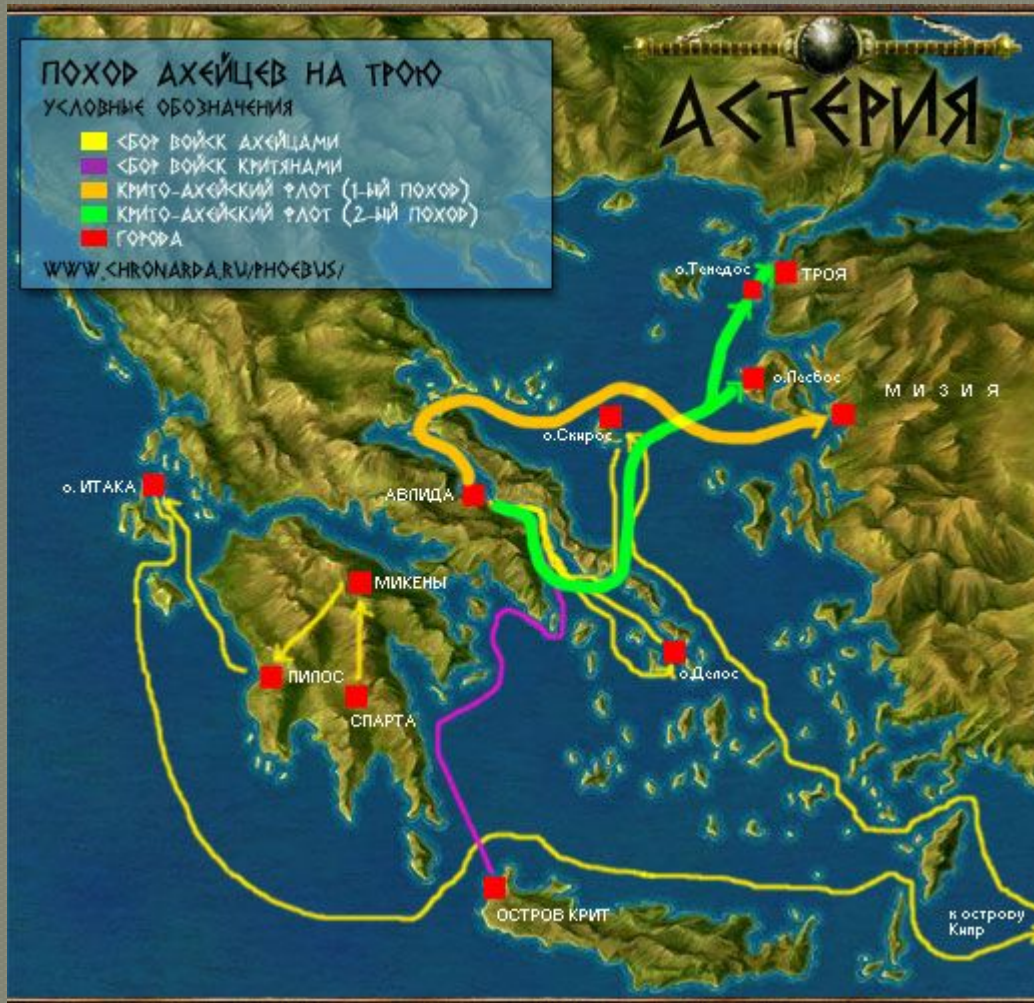 ПОХОД АХЕЙЦЕВ НА ТРОЮ
УСЛОВНЫЕ ОБОЗНАЧЕНИЯ
СБОР ВОЙСК АХЕЙЦАМИ
СБОР ВОЙСК КРИТЯНАМИ
КРИТО-АХЕЙСКИЙ ФЛОТ (1-ЫЙ ПОХОД)
КРИТО-АХЕЙСКИЙ ФЛОТ (2-ЫЙ ПОХОД)
ГОРОДА
WWW.CHRONARDA.RU/PHOEBUS/
АСТЕРИЯ
о.Тенедос
ТРОЯ
о.Лесбос
МИЗИЯ
о.Скирос
о. ИТАКА
АВЛИДА
МИКЕНЫ
ПИЛОС
о.Делос
СПАРТА
ОСТРОВ КРИТ
к острову
Кипр